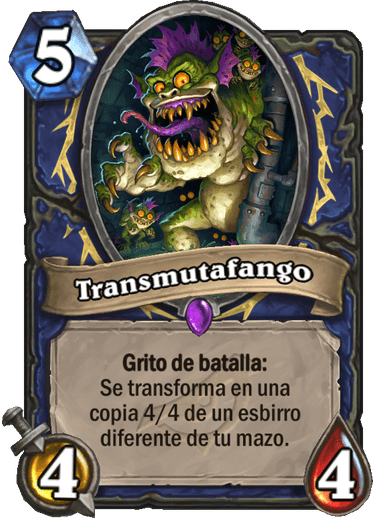 5
Transmutafango
Grito de batalla:
Se transforma en una
copia 4/4 de un esbirro
diferente de tu mazo.
4
4